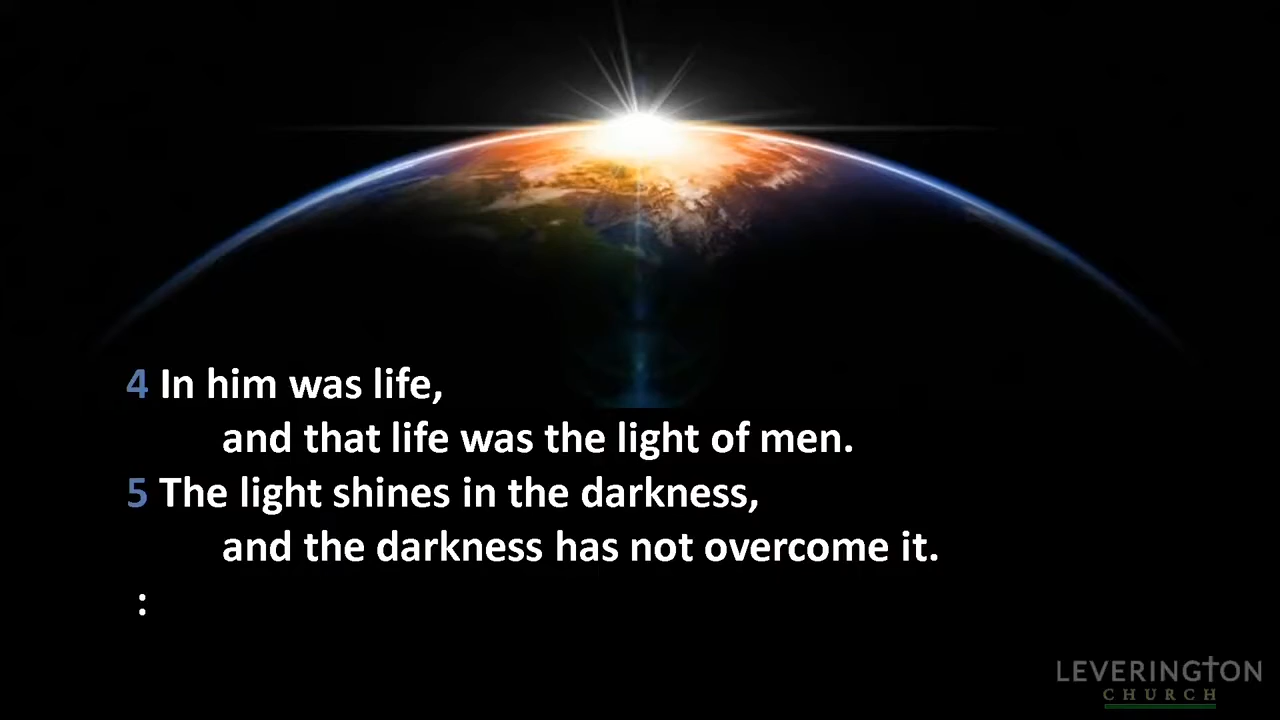 4 In him was life,
and that life was the light of men.
5 The light shines in the darkness,
and the darkness has not overcome it.
:
LEVERINGTON
CHURCH